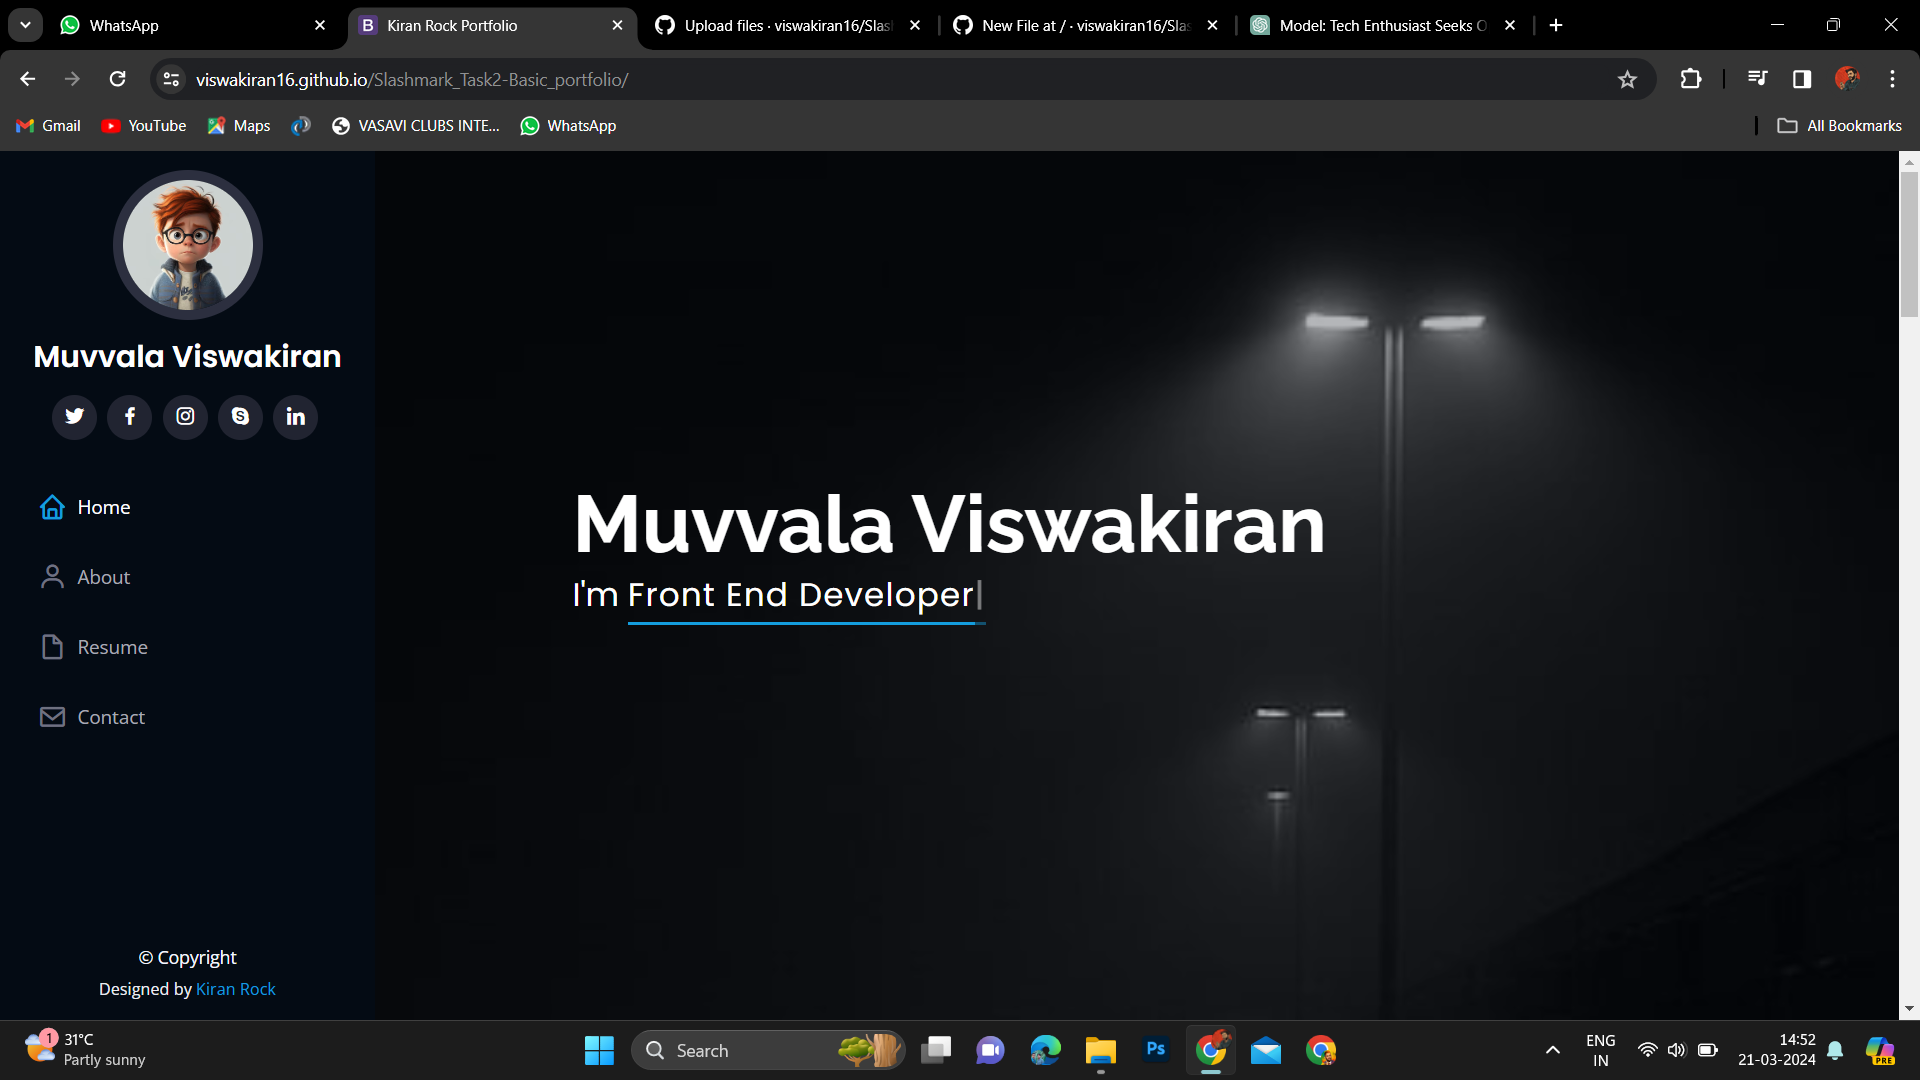 WhatsApp
Kiran Rock Portfolio
Upload files · viswakiran16/Slas
New File at / · viswakiran16/Sla
Model: Tech Enthusiast Seeks O
viswakiran16.github.io/Slashmark_Task2-Basic_portfolio/
Gmail
YouTube
Maps
VASAVI CLUBS INTE...
WhatsApp
All Bookmarks
Muvvala Viswakiran
Home
About
Resume
Contact
© Copyright
Designed by Kiran Rock
Muvvala Viswakiran
I'm Front End Developer
1
31°C
Partly sunny
Search
Ps
ENG
IN
14:52
21-03-2024
PRE